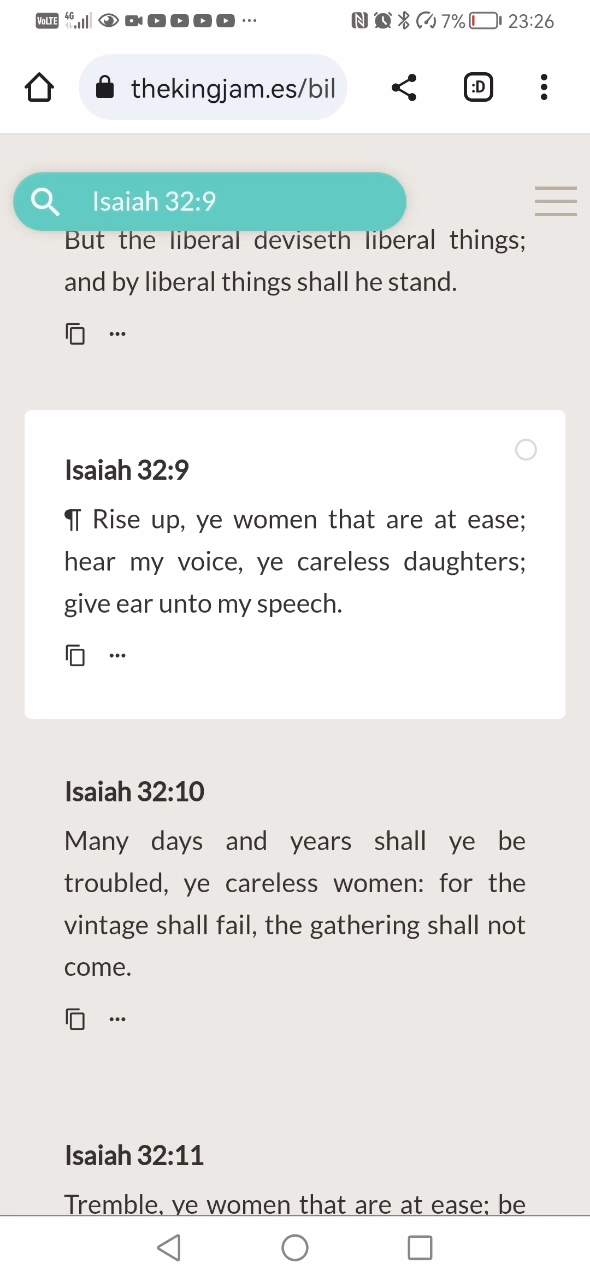 VoLTE 4G 7% 23:26
thekingjam.es/bil :D
Isaiah 32:9
But the liberal deviseth liberal things;
and by liberal things shall he stand.
Isaiah 32:9
¶ Rise up, ye women that are at ease;
hear my voice, ye careless daughters;
give ear unto my speech.
Isaiah 32:10
Many days and years shall ye be
troubled, ye careless women: for the
vintage shall fail, the gathering shall not
come.
Isaiah 32:11
Tremble, ye women that are at ease; be